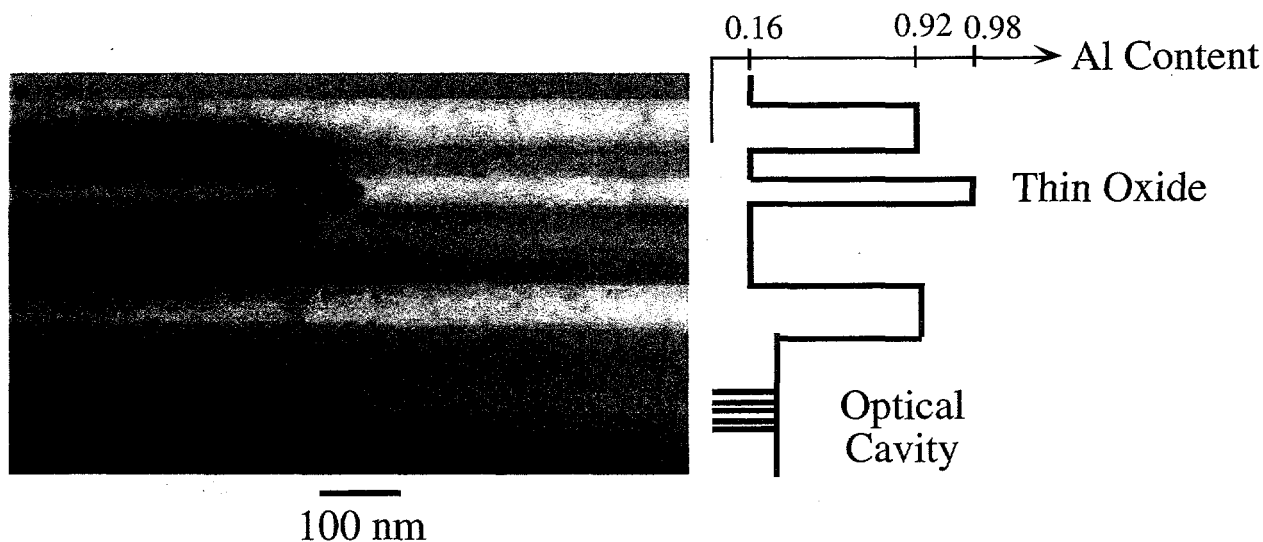 0.16
0.92
0.98
Al Content
Thin Oxide
Optical
Cavity
100 nm